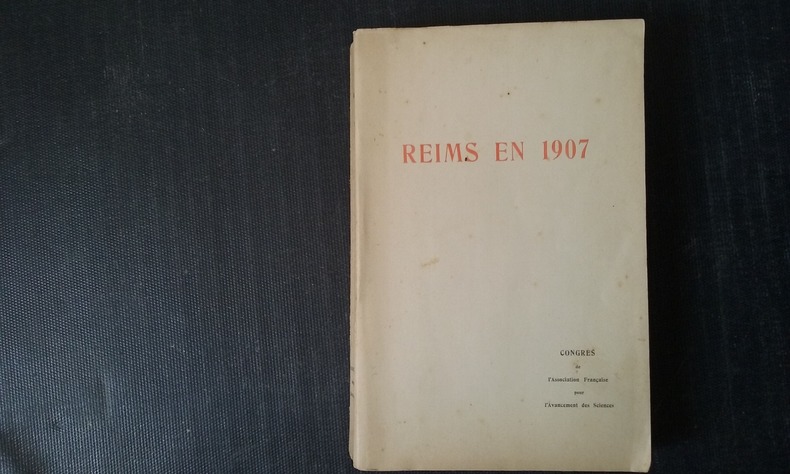 REIMS EN 1907
CONGRÈS
de
l'Association Française
pour
l'Avancement des Sciences